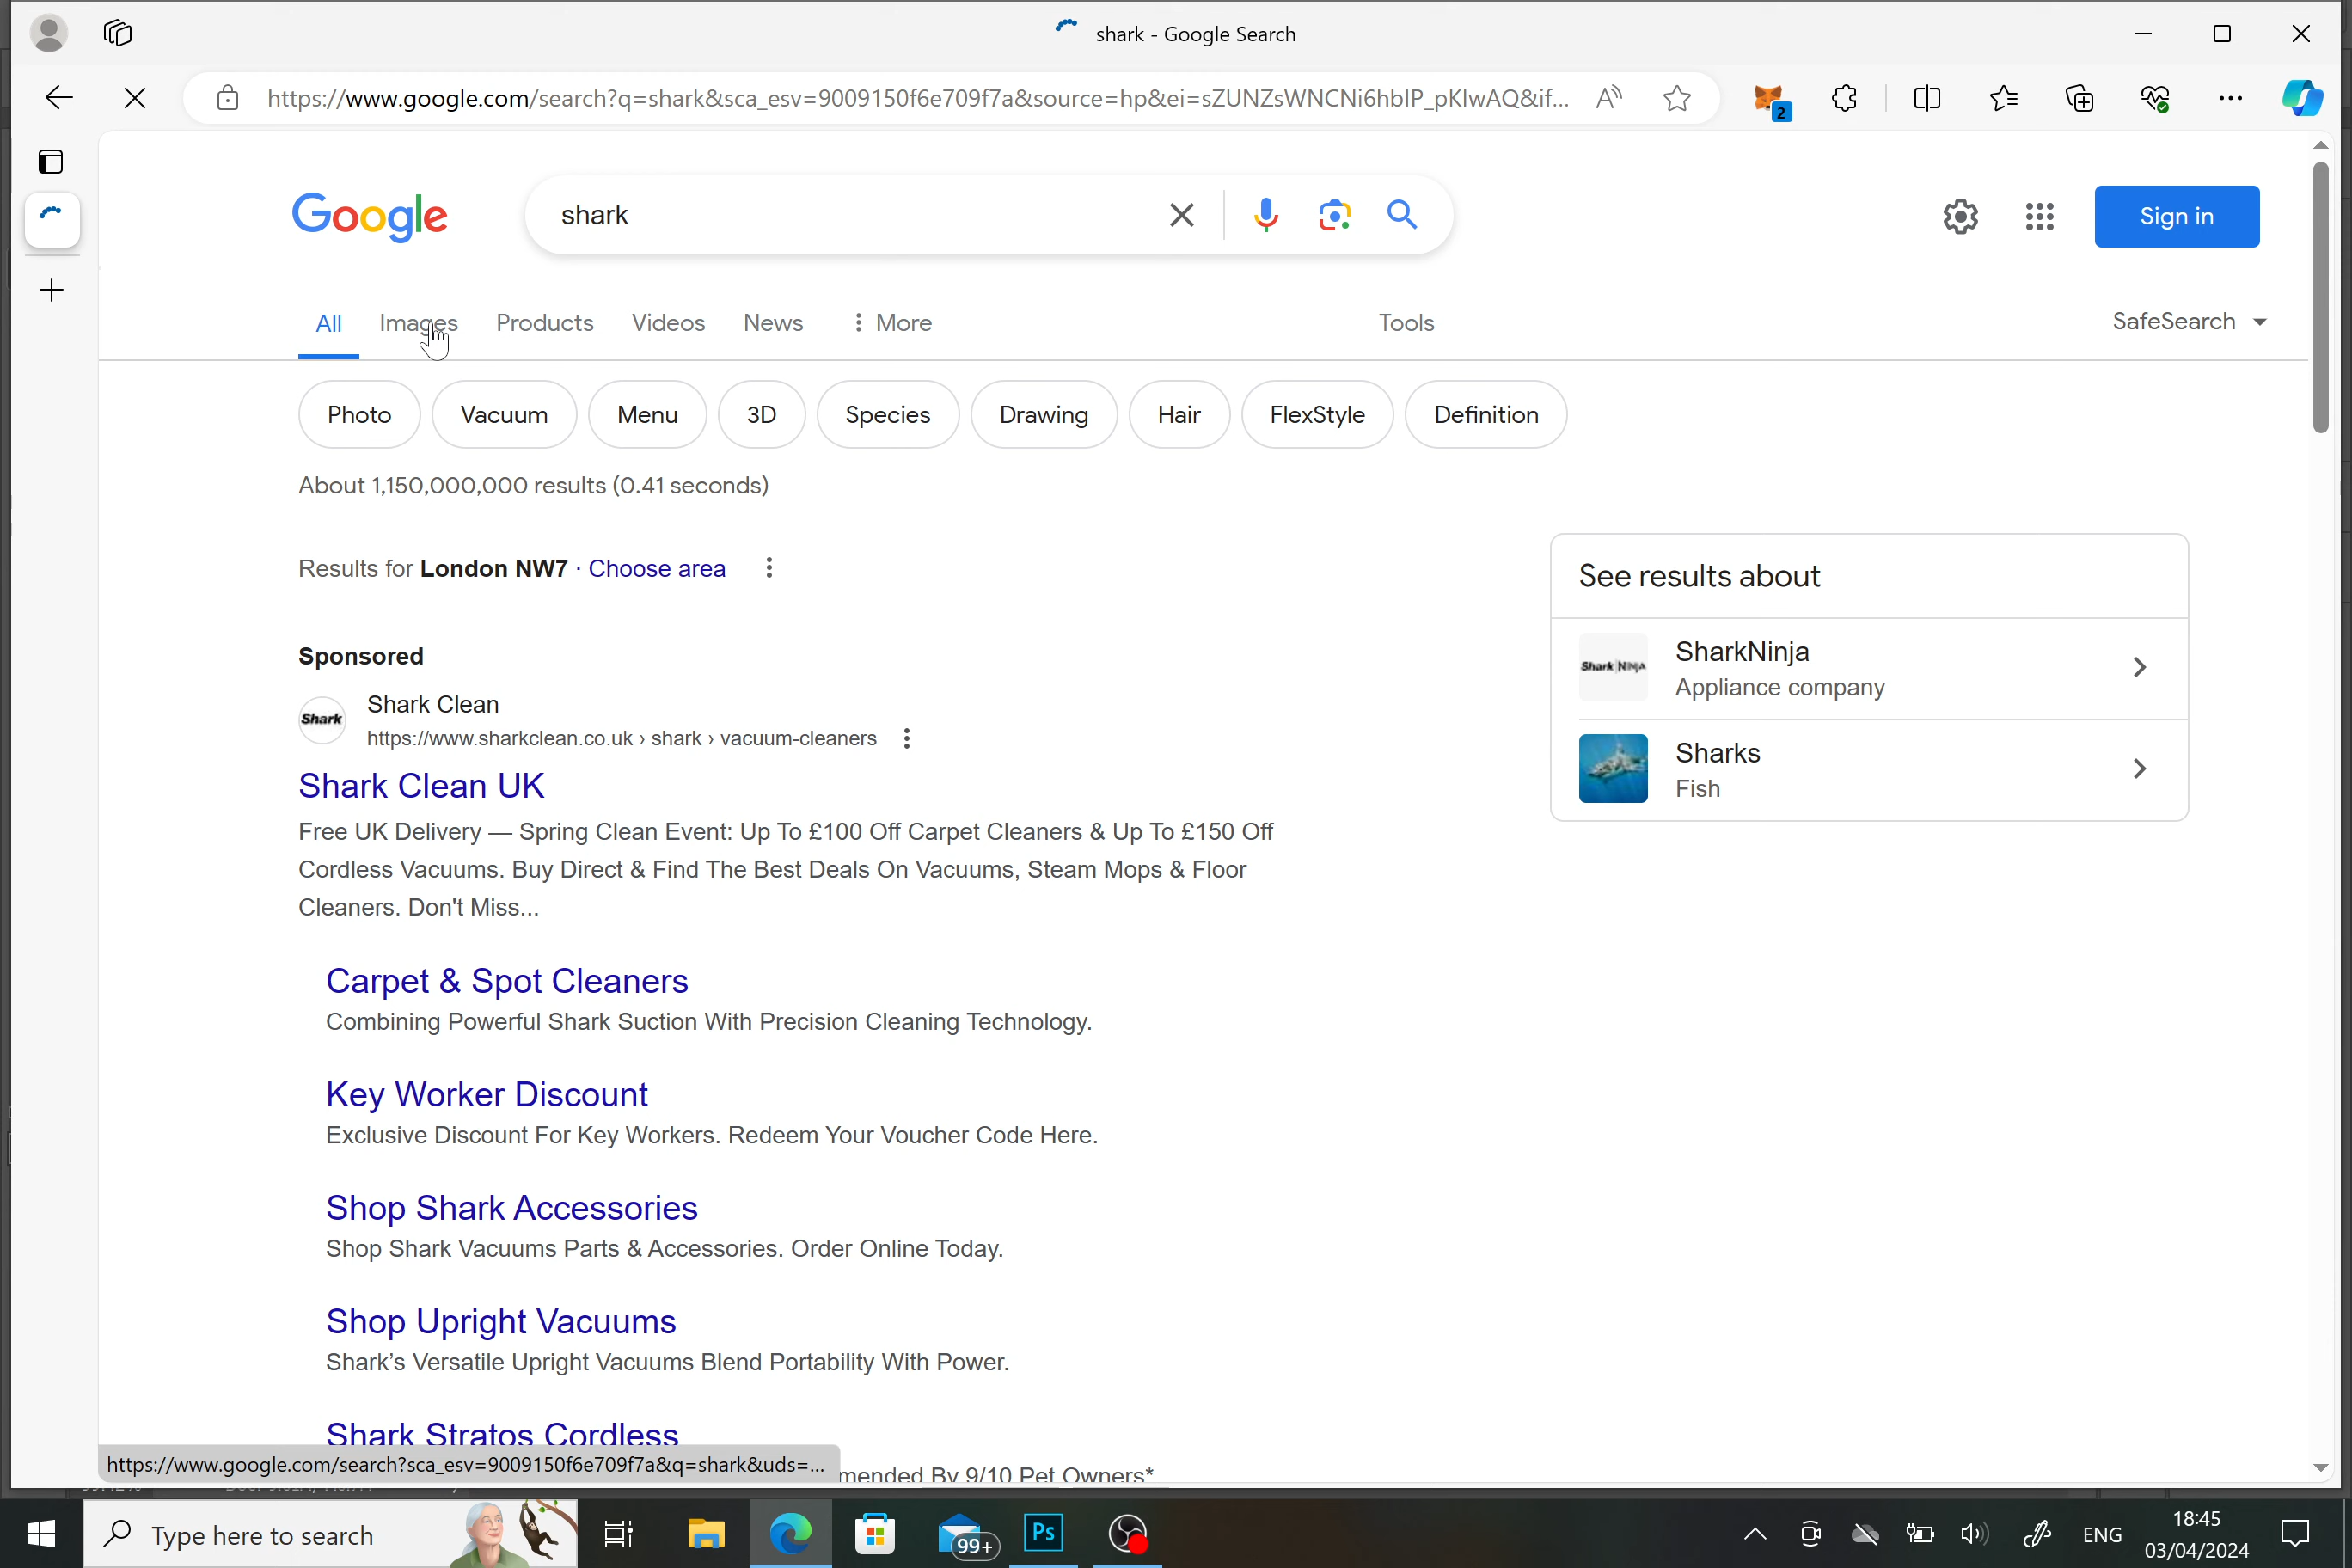 shark - Google Search
https://www.google.com/search?q=shark&sca_esv=9009150f6e709f7a&source=hp&ei=sZUNZsWNCNi6hbIP_pKIwAQ&if...
2
Google
shark
Sign in
All Images Products Videos News More Tools SafeSearch
Photo Vacuum Menu 3D Species Drawing Hair FlexStyle Definition
About 1,150,000,000 results (0.41 seconds)
Results for London NW7 · Choose area
See results about
SharkNinja
Appliance company
Shark NINJA
Sharks
Fish
Sponsored
Shark
Shark Clean
https://www.sharkclean.co.uk › shark › vacuum-cleaners
Shark Clean UK
Free UK Delivery — Spring Clean Event: Up To £100 Off Carpet Cleaners & Up To £150 Off
Cordless Vacuums. Buy Direct & Find The Best Deals On Vacuums, Steam Mops & Floor
Cleaners. Don't Miss...
Carpet & Spot Cleaners
Combining Powerful Shark Suction With Precision Cleaning Technology.
Key Worker Discount
Exclusive Discount For Key Workers. Redeem Your Voucher Code Here.
Shop Shark Accessories
Shop Shark Vacuums Parts & Accessories. Order Online Today.
Shop Upright Vacuums
Shark's Versatile Upright Vacuums Blend Portability With Power.
Shark Stratos Cordless
https://www.google.com/search?sca_esv=9009150f6e709f7a&q=shark&uds=...
mended By 9/10 Pet Owners*
Type here to search
99+
Ps
ENG
18:45
03/04/2024